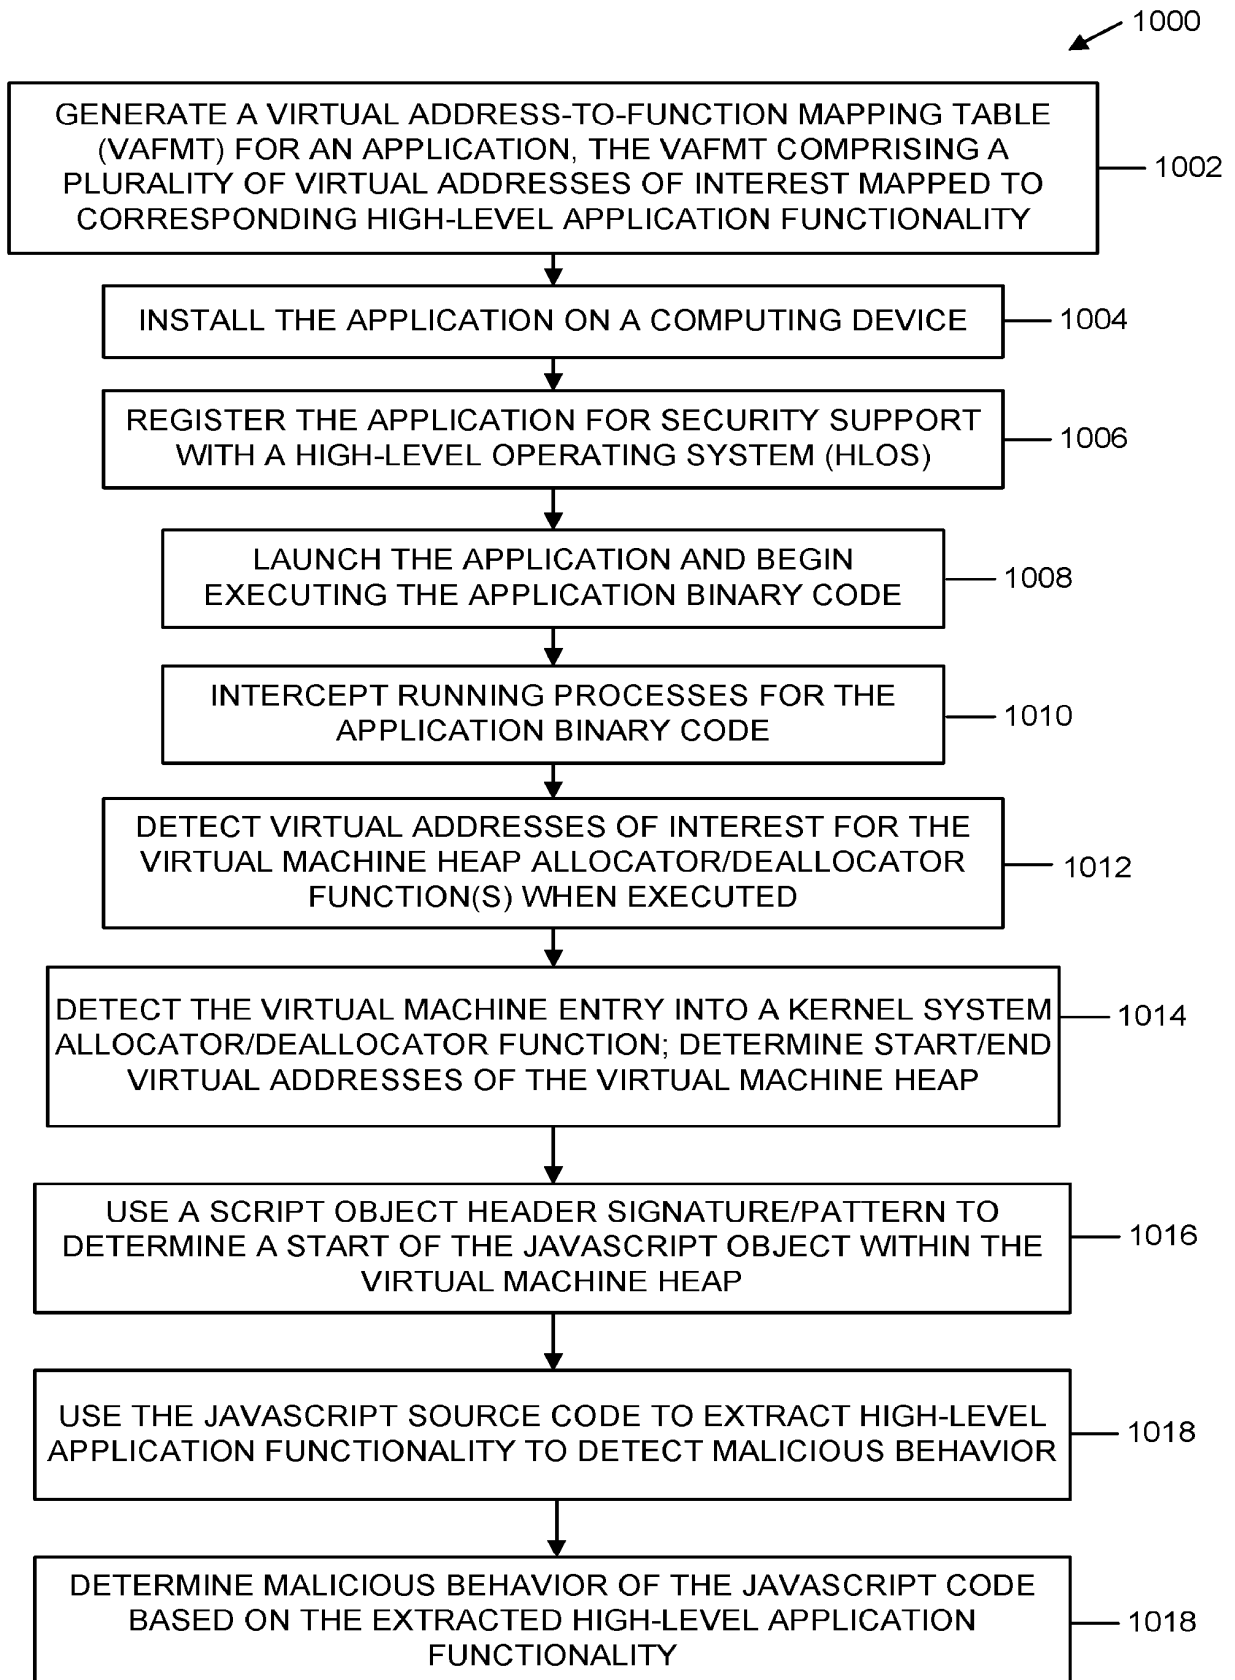 1000
GENERATE A VIRTUAL ADDRESS-TO-FUNCTION MAPPING TABLE
(VAFMT) FOR AN APPLICATION, THE VAFMT COMPRISING A
PLURALITY OF VIRTUAL ADDRESSES OF INTEREST MAPPED TO
CORRESPONDING HIGH-LEVEL APPLICATION FUNCTIONALITY
1002
INSTALL THE APPLICATION ON A COMPUTING DEVICE
1004
REGISTER THE APPLICATION FOR SECURITY SUPPORT
WITH A HIGH-LEVEL OPERATING SYSTEM (HLOS)
1006
LAUNCH THE APPLICATION AND BEGIN
EXECUTING THE APPLICATION BINARY CODE
1008
INTERCEPT RUNNING PROCESSES FOR THE
APPLICATION BINARY CODE
1010
DETECT VIRTUAL ADDRESSES OF INTEREST FOR THE
VIRTUAL MACHINE HEAP ALLOCATOR/DEALLOCATOR
FUNCTION(S) WHEN EXECUTED
1012
DETECT THE VIRTUAL MACHINE ENTRY INTO A KERNEL SYSTEM
ALLOCATOR/DEALLOCATOR FUNCTION; DETERMINE START/END
VIRTUAL ADDRESSES OF THE VIRTUAL MACHINE HEAP
1014
USE A SCRIPT OBJECT HEADER SIGNATURE/PATTERN TO
DETERMINE A START OF THE JAVASCRIPT OBJECT WITHIN THE
VIRTUAL MACHINE HEAP
1016
USE THE JAVASCRIPT SOURCE CODE TO EXTRACT HIGH-LEVEL
APPLICATION FUNCTIONALITY TO DETECT MALICIOUS BEHAVIOR
1018
DETERMINE MALICIOUS BEHAVIOR OF THE JAVASCRIPT CODE
BASED ON THE EXTRACTED HIGH-LEVEL APPLICATION
FUNCTIONALITY
1018